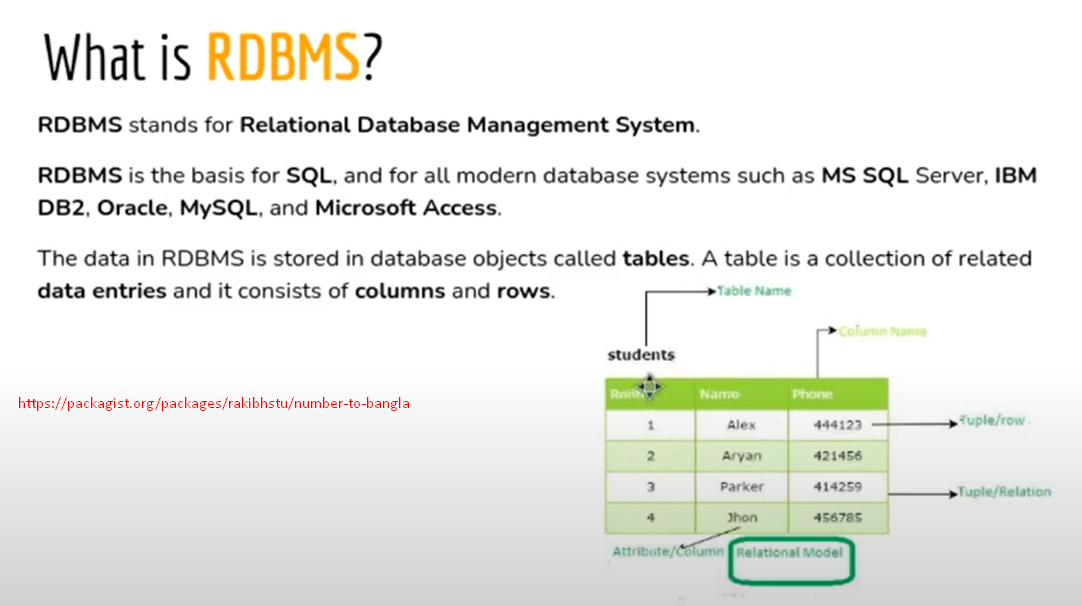 What is RDBMS?
RDBMS stands for Relational Database Management System.
RDBMS is the basis for SQL, and for all modern database systems such as MS SQL Server, IBM
DB2, Oracle, MySQL, and Microsoft Access.
The data in RDBMS is stored in database objects called tables. A table is a collection of related
data entries and it consists of columns and rows.
Table Name
Column Name
students
Name Phone
https://packagist.org/packages/rakibhstu/number-to-bangla
1 Alex 444123 Tuple/row
2 Aryan 421456
3 Parker 414259
Tuple/Relation
4 Jhon 456785
Attribute/Column Relational Model